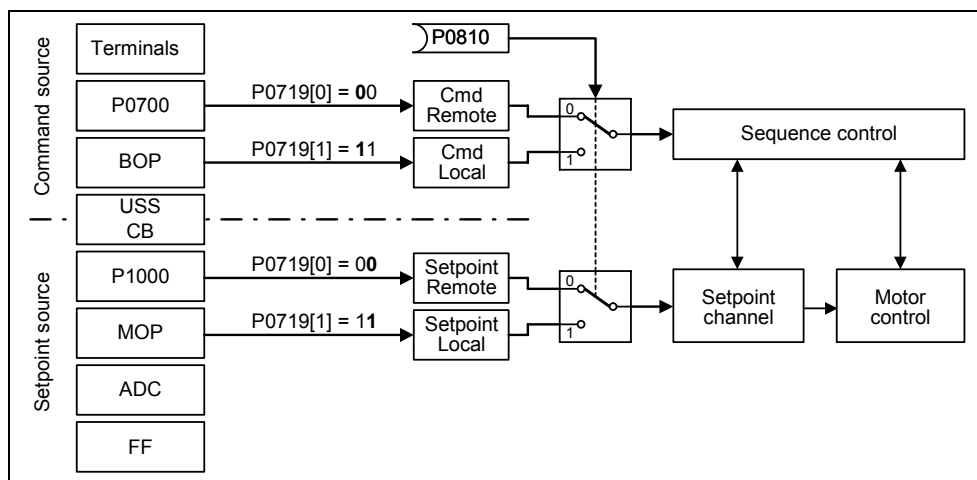 Command source
Setpoint source
Terminals
P0700
BOP
USS
CB
P1000
MOP
ADC
FF
P0719[0] = 00
P0719[1] = 11
P0719[0] = 00
P0719[1] = 11
P0810
Cmd
Remote
Cmd
Local
Setpoint
Remote
Setpoint
Local
0
1
0
1
Sequence control
Setpoint
channel
Motor
control